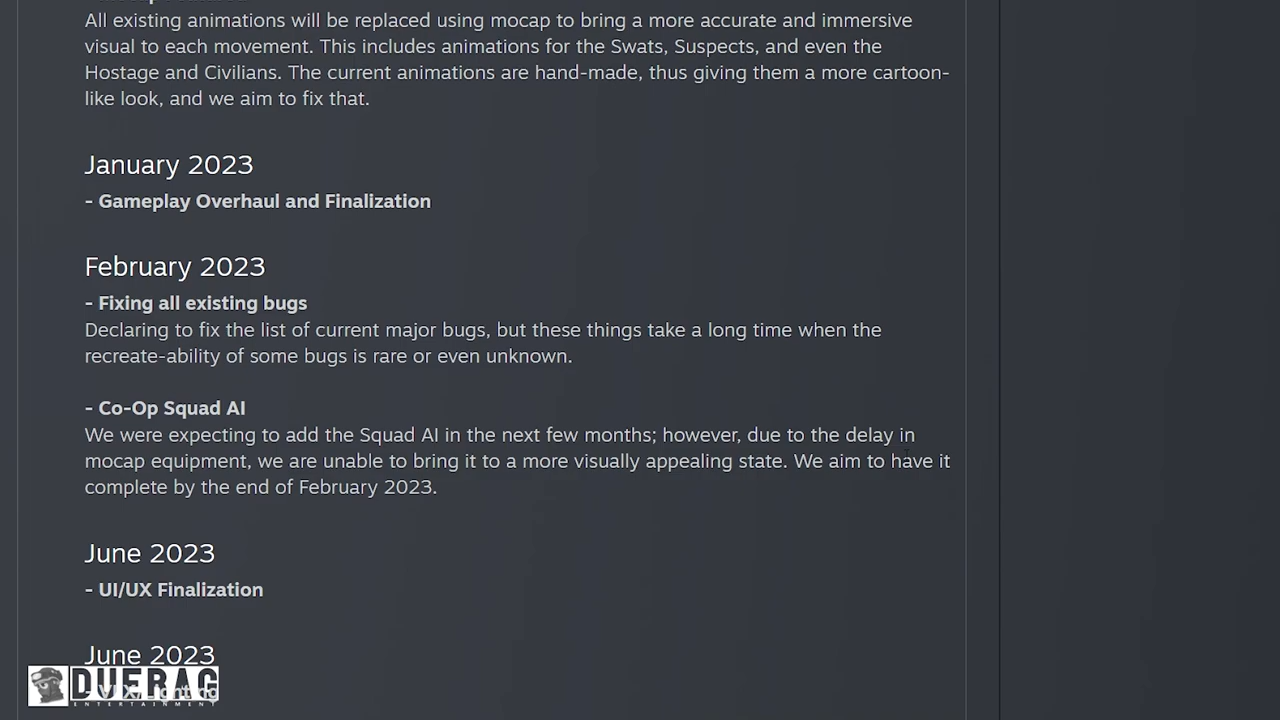 All existing animations will be replaced using mocap to bring a more accurate and immersive
visual to each movement. This includes animations for the Swats, Suspects, and even the
Hostage and Civilians. The current animations are hand-made, thus giving them a more cartoon-
like look, and we aim to fix that.
January 2023
- Gameplay Overhaul and Finalization
February 2023
- Fixing all existing bugs
Declaring to fix the list of current major bugs, but these things take a long time when the
recreate-ability of some bugs is rare or even unknown.
- Co-Op Squad AI
We were expecting to add the Squad AI in the next few months; however, due to the delay in
mocap equipment, we are unable to bring it to a more visually appealing state. We aim to have it
complete by the end of February 2023.
June 2023
- UI/UX Finalization
June 2023
- VFX/Lighting
DUERAG
ENTERTAINMENT